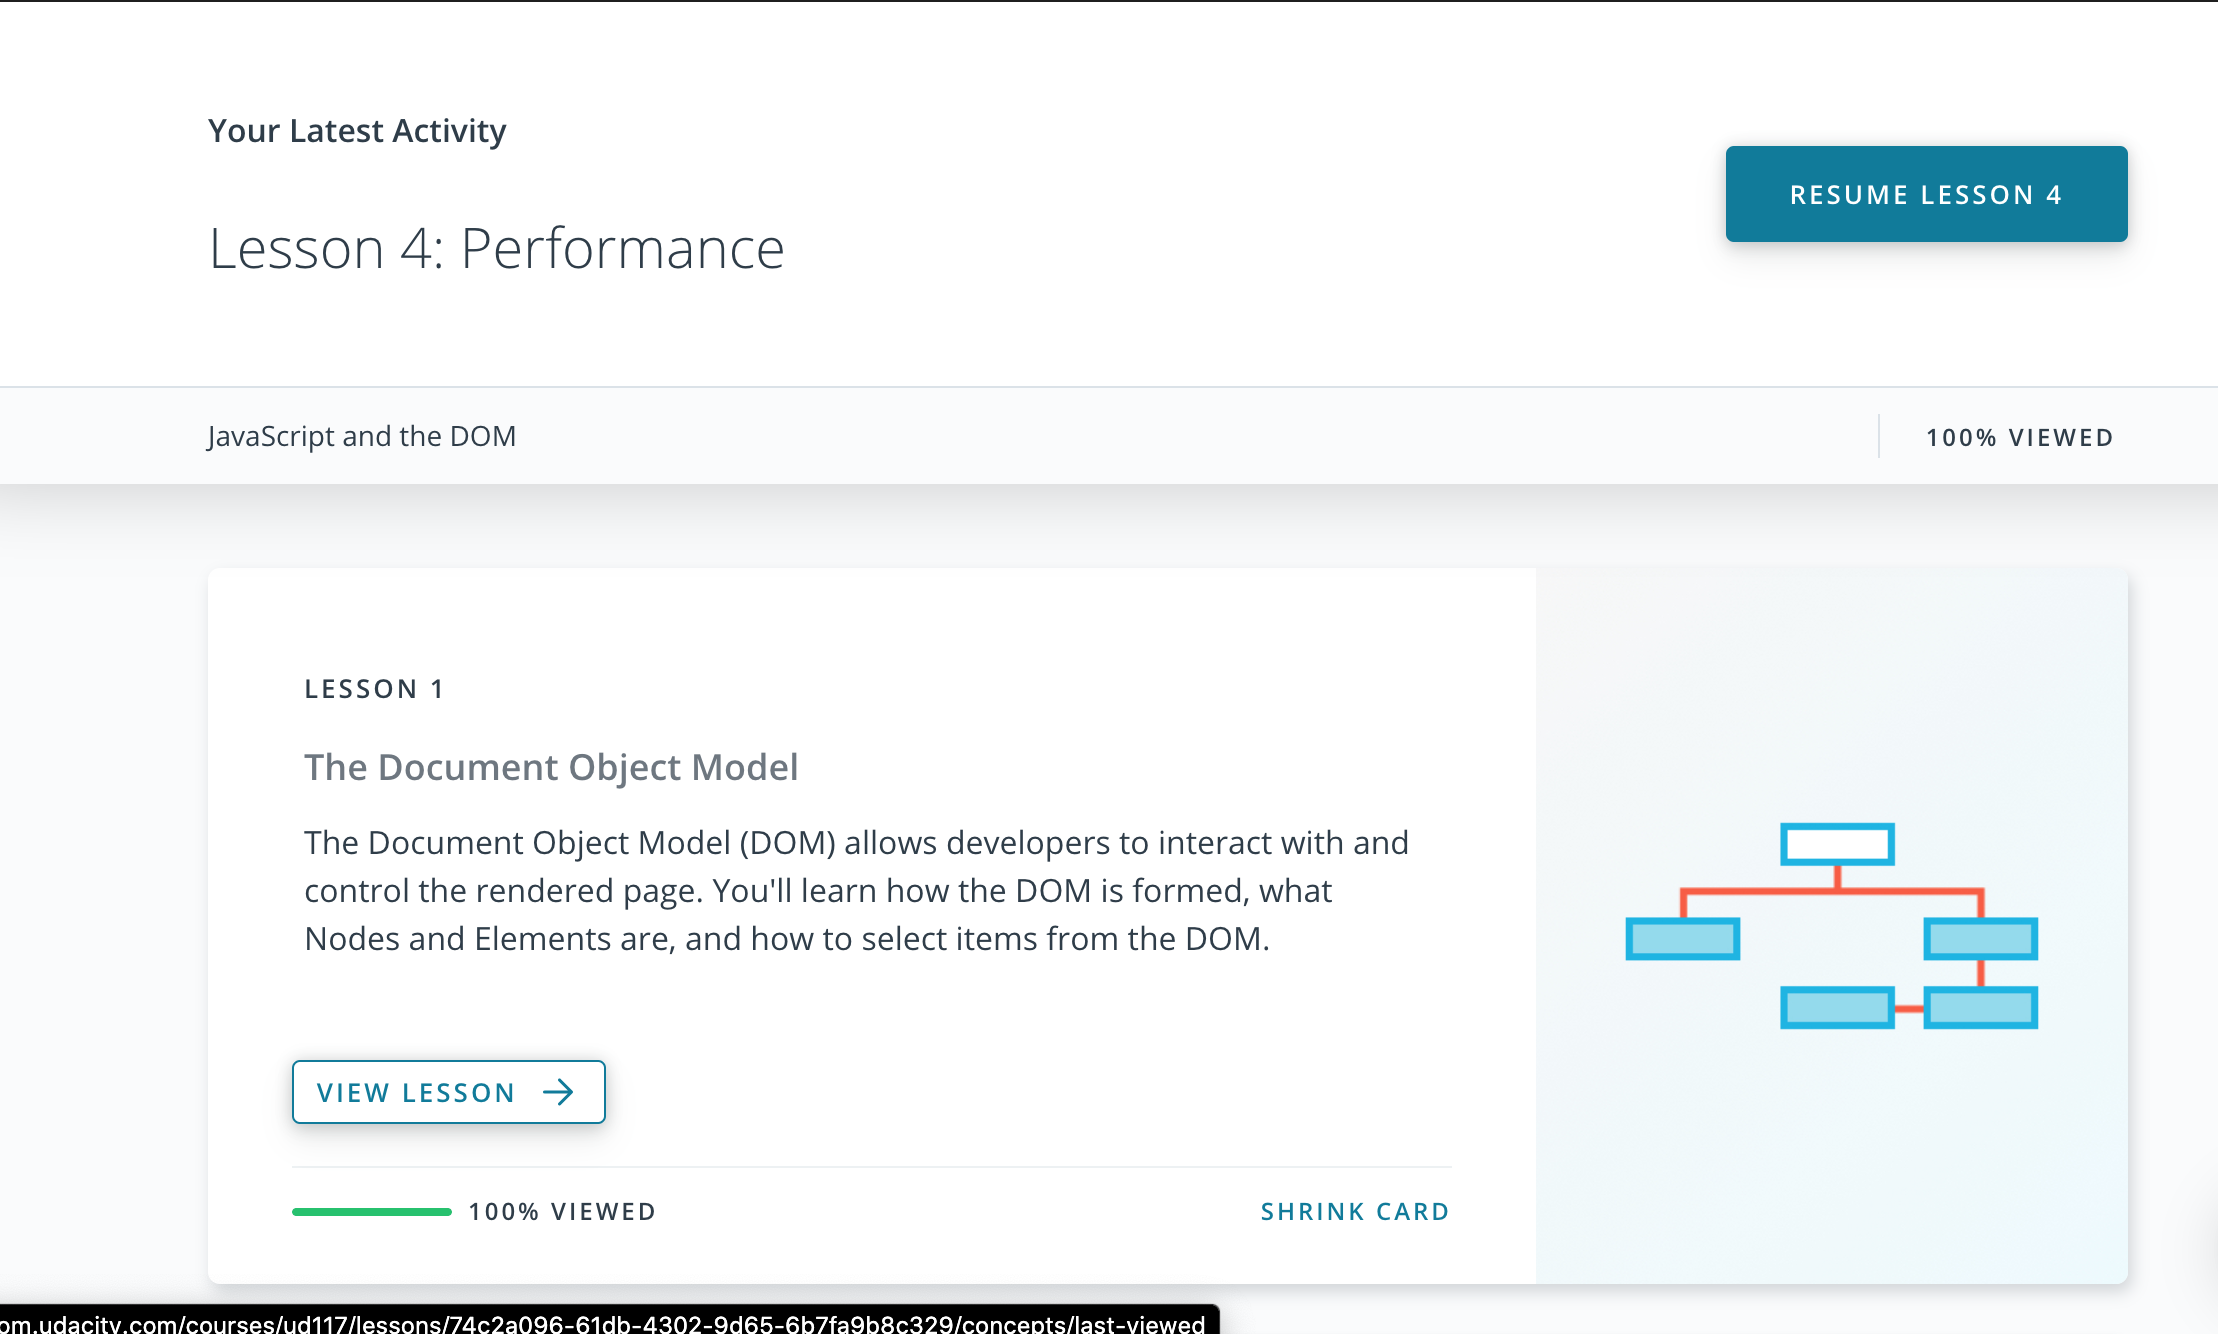 Your Latest Activity
RESUME LESSON 4
Lesson 4: Performance
JavaScript and the DOM
100% VIEWED
LESSON 1
The Document Object Model
The Document Object Model (DOM) allows developers to interact with and
control the rendered page. You'll learn how the DOM is formed, what
Nodes and Elements are, and how to select items from the DOM.
VIEW LESSON
100% VIEWED
SHRINK CARD
om.udacity.com/courses/ud117/lessons/74c2a096-61db-4302-9d65-6b7fa9b8c329/concepts/last-viewed